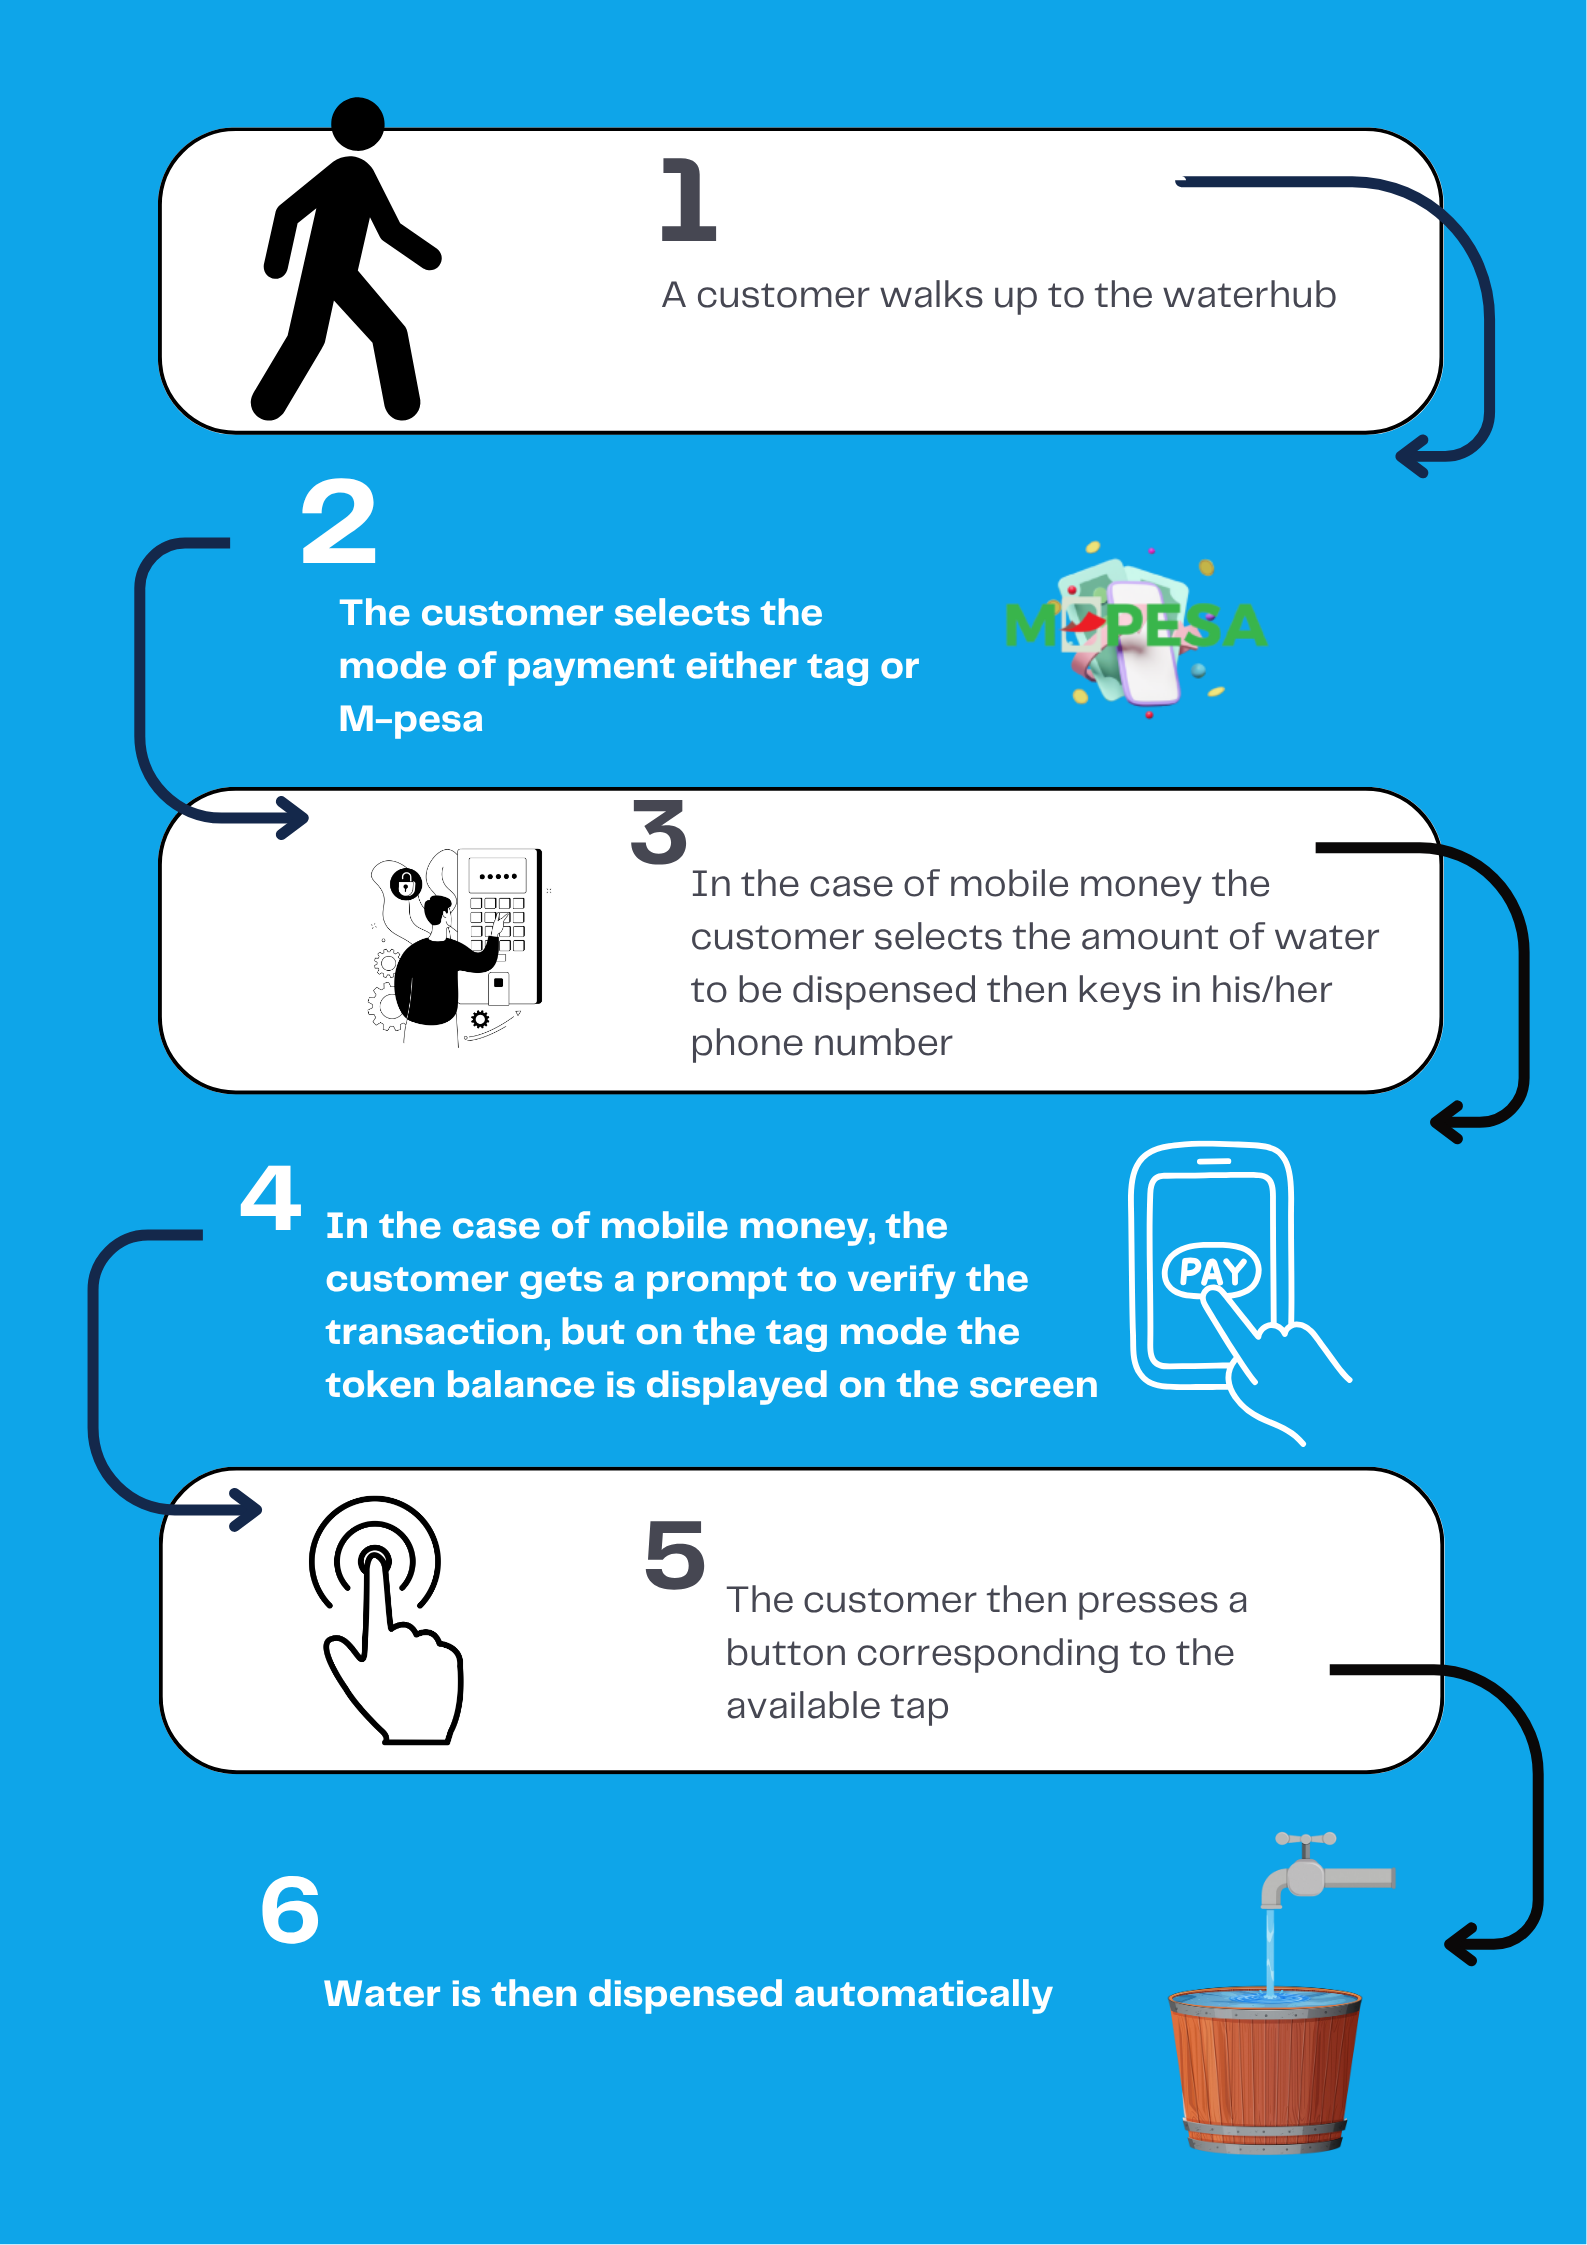 1
A customer walks up to the waterhub
2
The customer selects the
mode of payment either tag or
M-pesa
M-PESA
3
In the case of mobile money the
customer selects the amount of water
to be dispensed then keys in his/her
phone number
4
In the case of mobile money, the
customer gets a prompt to verify the
transaction, but on the tag mode the
token balance is displayed on the screen
PAY
5
The customer then presses a
button corresponding to the
available tap
6
Water is then dispensed automatically